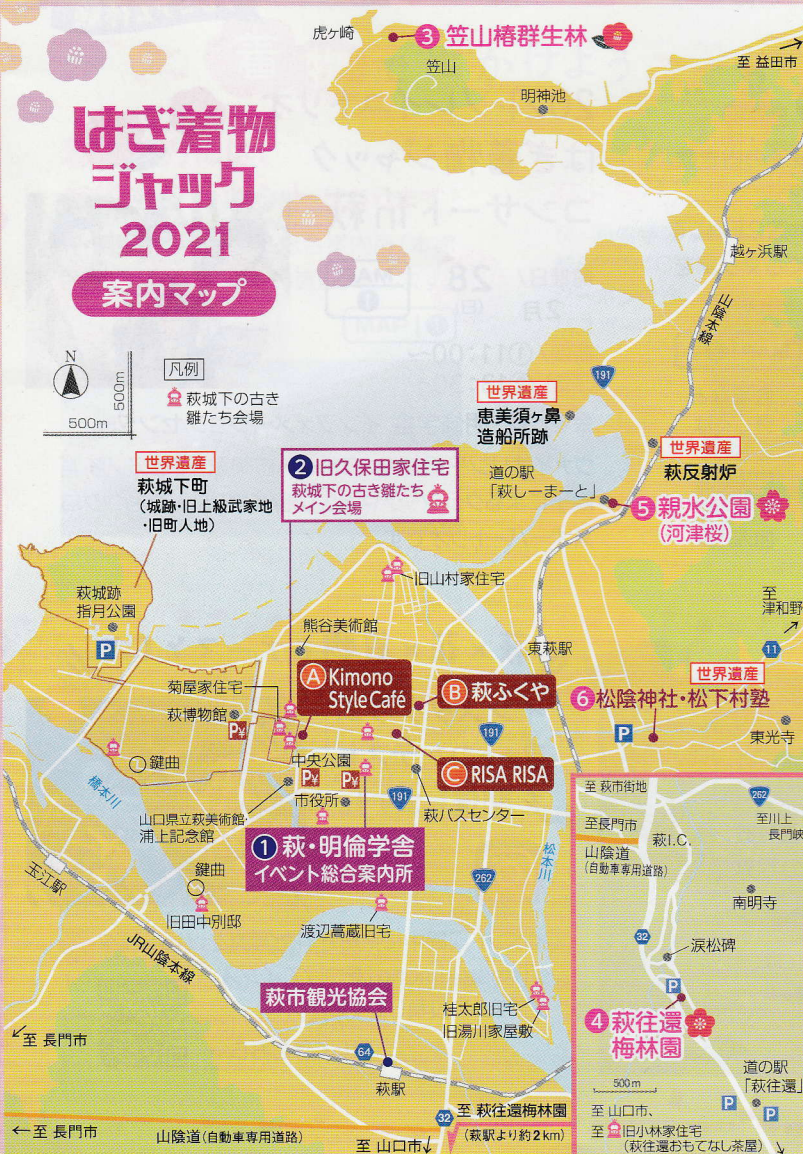 虎ヶ崎
③ 笠山椿群生林
笠山
至 益田市
明神池
はぎ着物
ジャック
2021
案内マップ
越ヶ浜駅
山陰本線
N
500m
500m
凡例
萩城下の古き
雛たち会場
191
世界遺産
恵美須ヶ鼻
造船所跡
世界遺産
萩反射炉
道の駅
「萩しーまーと」
⑤ 親水公園
(河津桜)
世界遺産
萩城下町
(城跡・旧上級武家地
・旧町人地)
② 旧久保田家住宅
萩城下の古き雛たち
メイン会場
旧山村家住宅
萩城跡
指月公園
P
熊谷美術館
東萩駅
至
津和野
11
菊屋家住宅
萩博物館
P¥
A Kimono
Style Café
B 萩ふくや
世界遺産
⑥ 松陰神社・松下村塾
P
東光寺
191
鍵曲
中央公園
P¥
P¥
C RISA RISA
橋本川
市役所
191
萩バスセンター
山口県立萩美術館・
浦上記念館
① 萩・明倫学舎
イベント総合案内所
松本川
262
玉江駅
鍵曲
旧田中別邸
渡辺蒿蔵旧宅
JR山陰本線
萩市観光協会
桂太郎旧宅
旧湯川家屋敷
至 長門市
64
萩駅
至 萩市街地
262
至長門市
至川上
長門峡
萩I.C.
山陰道
(自動車専用道路)
南明寺
32
涙松碑
P
④ 萩往還
梅林園
道の駅
「萩往還」
500m
P
P
至 山口市、
至 旧小林家住宅
(萩往還おもてなし茶屋)
32
至 萩往還梅林園
(萩駅より約2km)
←至 長門市
山陰道(自動車専用道路)
至 山口市↓